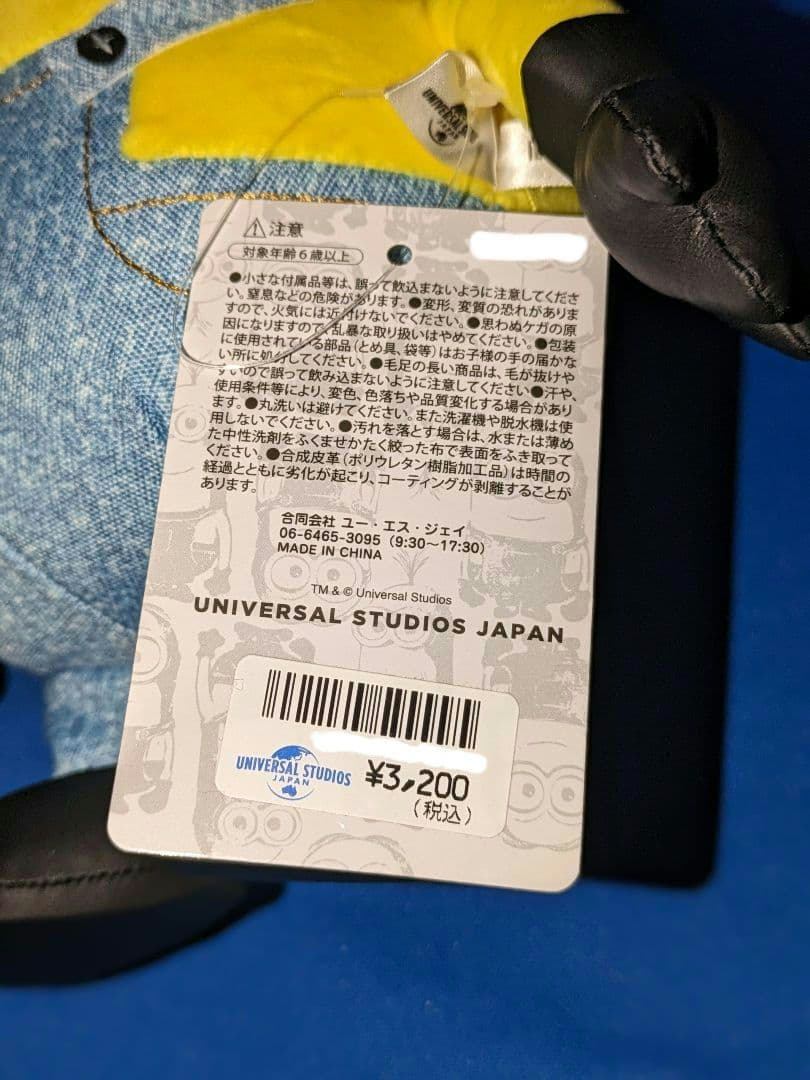 UNIVERSAL
JAPAN
⚠注意
対象年齢6歳以上
●小さな付属品等は、誤って飲込まないように注意してくださ
い。窒息などの危険があります。●変形、変質の恐れがありま
すので、火気には近付けないでください。●思わぬケガの原
因になりますので、乱暴な取り扱いはやめてください。●包装
に使用されている部品(とめ具、袋等)はお子様の手の届かな
い所に処分してください。●毛足の長い商品は、毛が抜けや
すいので誤って飲み込まないように注意してください●汗や、
使用条件等により、変色、色落ちや品質変化する場合があり
ます。●丸洗いは避けてください。また洗濯機や脱水機は使
用しないでください。●汚れを落とす場合は、水または薄め
た中性洗剤をふくませかたく絞った布で表面をふき取って
ください。●合成皮革(ポリウレタン樹脂加工品)は時間の
経過とともに劣化が起こり、コーティングが剥離することが
あります。
合同会社 ユー・エス・ジェイ
06-6465-3095(9:30～17:30)
MADE IN CHINA
TM & © Universal Studios
UNIVERSAL STUDIOS JAPAN
UNIVERSAL STUDIOS
JAPAN
¥3,200
(税込)